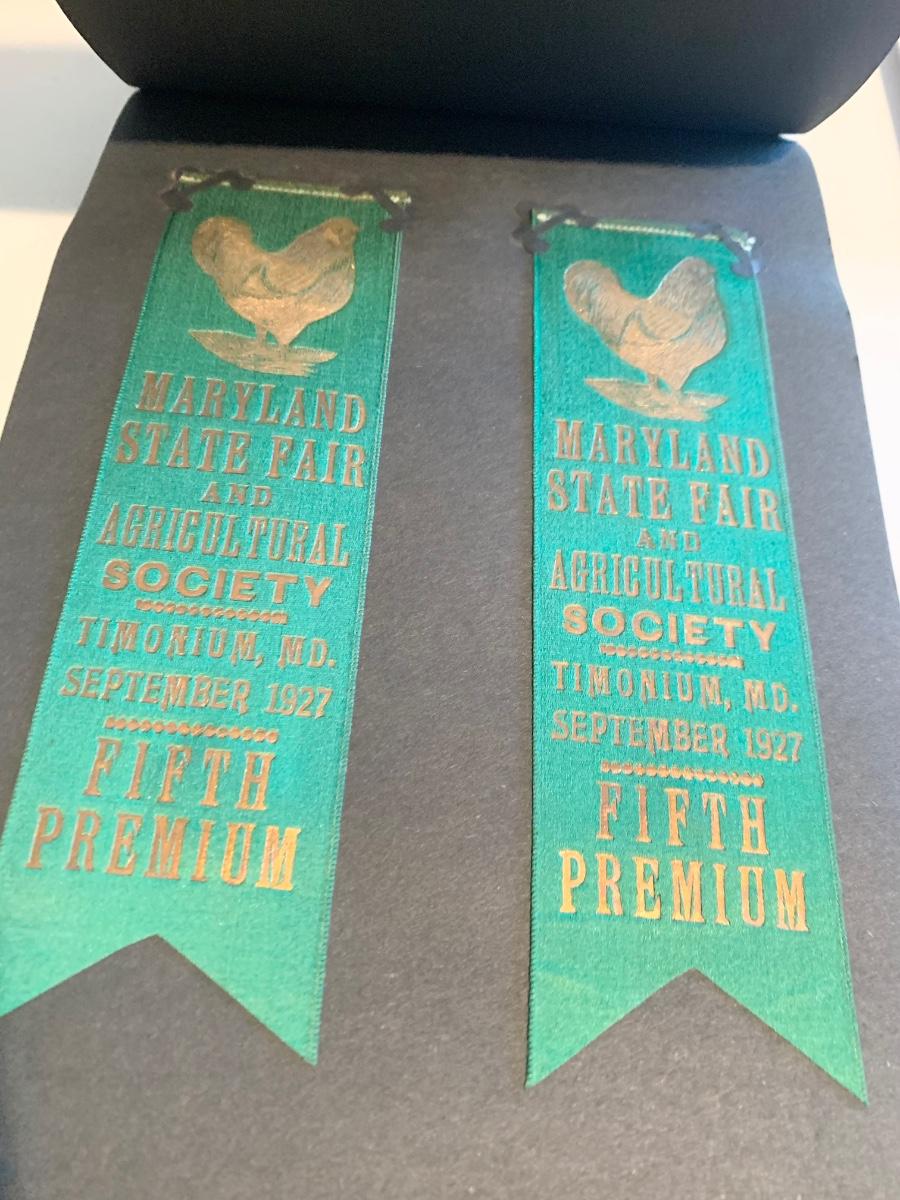 MARYLAND
STATE FAIR
AND
AGRICULTURAL
SOCIETY
TIMONIUM, MD.
SEPTEMBER 1927
FIFTH
PREMIUM
MARYLAND
STATE FAIR
AND
AGRICULTURAL
SOCIETY
TIMONIUM, MD.
SEPTEMBER 1927
FIFTH
PREMIUM